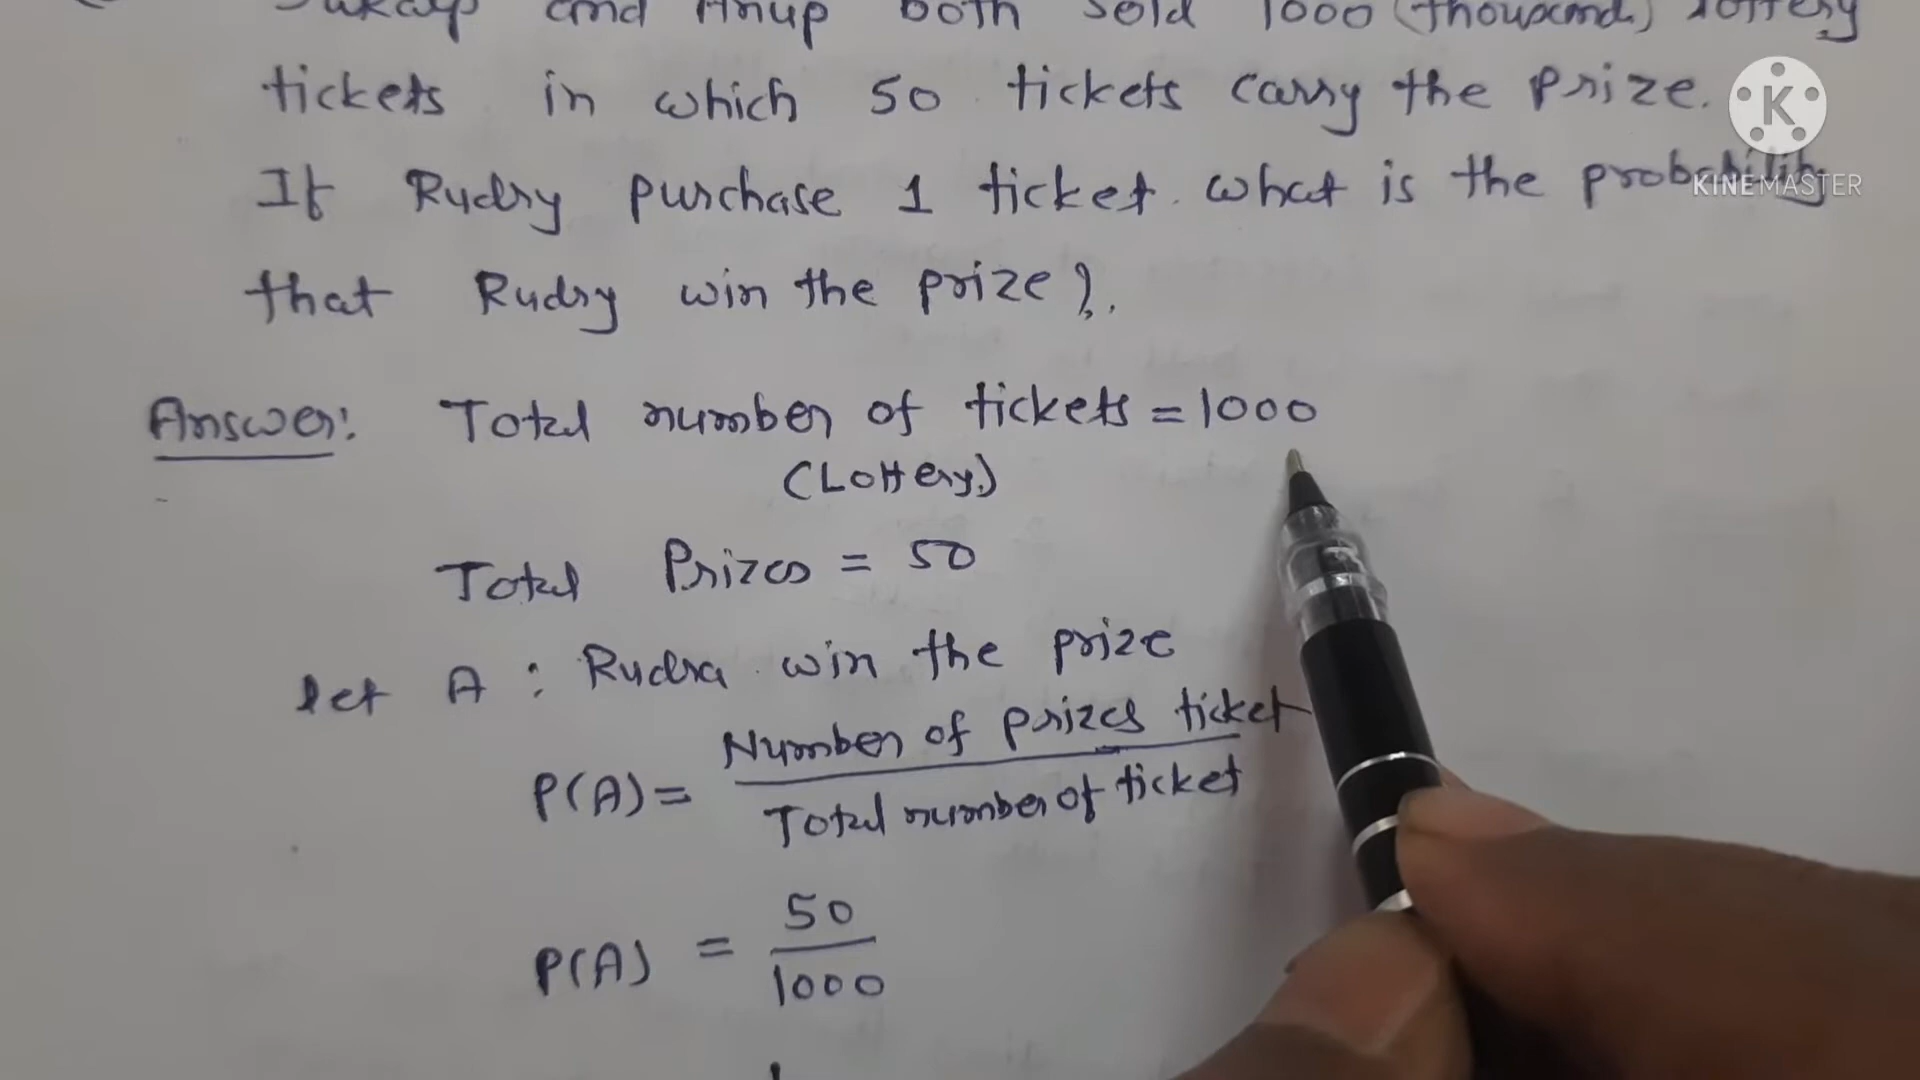 and Anup both sold 1000 (thousand) lottery
tickets in which 50 tickets carry the prize.
If Rudry purchase 1 ticket. what is the probability
that Rudry win the prize?.
Answer: Total number of tickets = 1000
(Lottery)
Total Prizes = 50
let A : Rudra win the prize
P(A) = Number of prizes ticket
Total number of ticket
P(A) = 50
1000
K
KINEMASTER